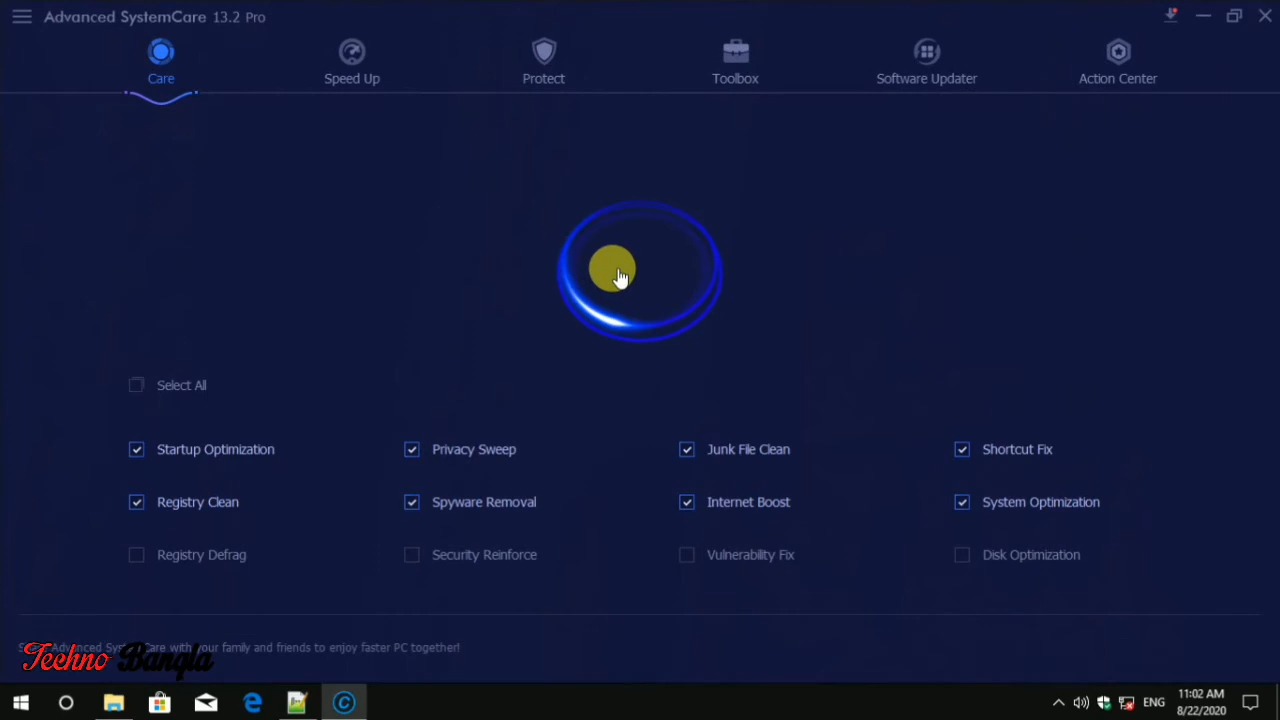 Advanced SystemCare 13.2 Pro
Care
Speed Up
Protect
Toolbox
Software Updater
Action Center
Select All
Startup Optimization
Privacy Sweep
Junk File Clean
Shortcut Fix
Registry Clean
Spyware Removal
Internet Boost
System Optimization
Registry Defrag
Security Reinforce
Vulnerability Fix
Disk Optimization
Advanced SystemCare with your family and friends to enjoy faster PC together!
Techno Bangla
ENG
11:02 AM
8/22/2020